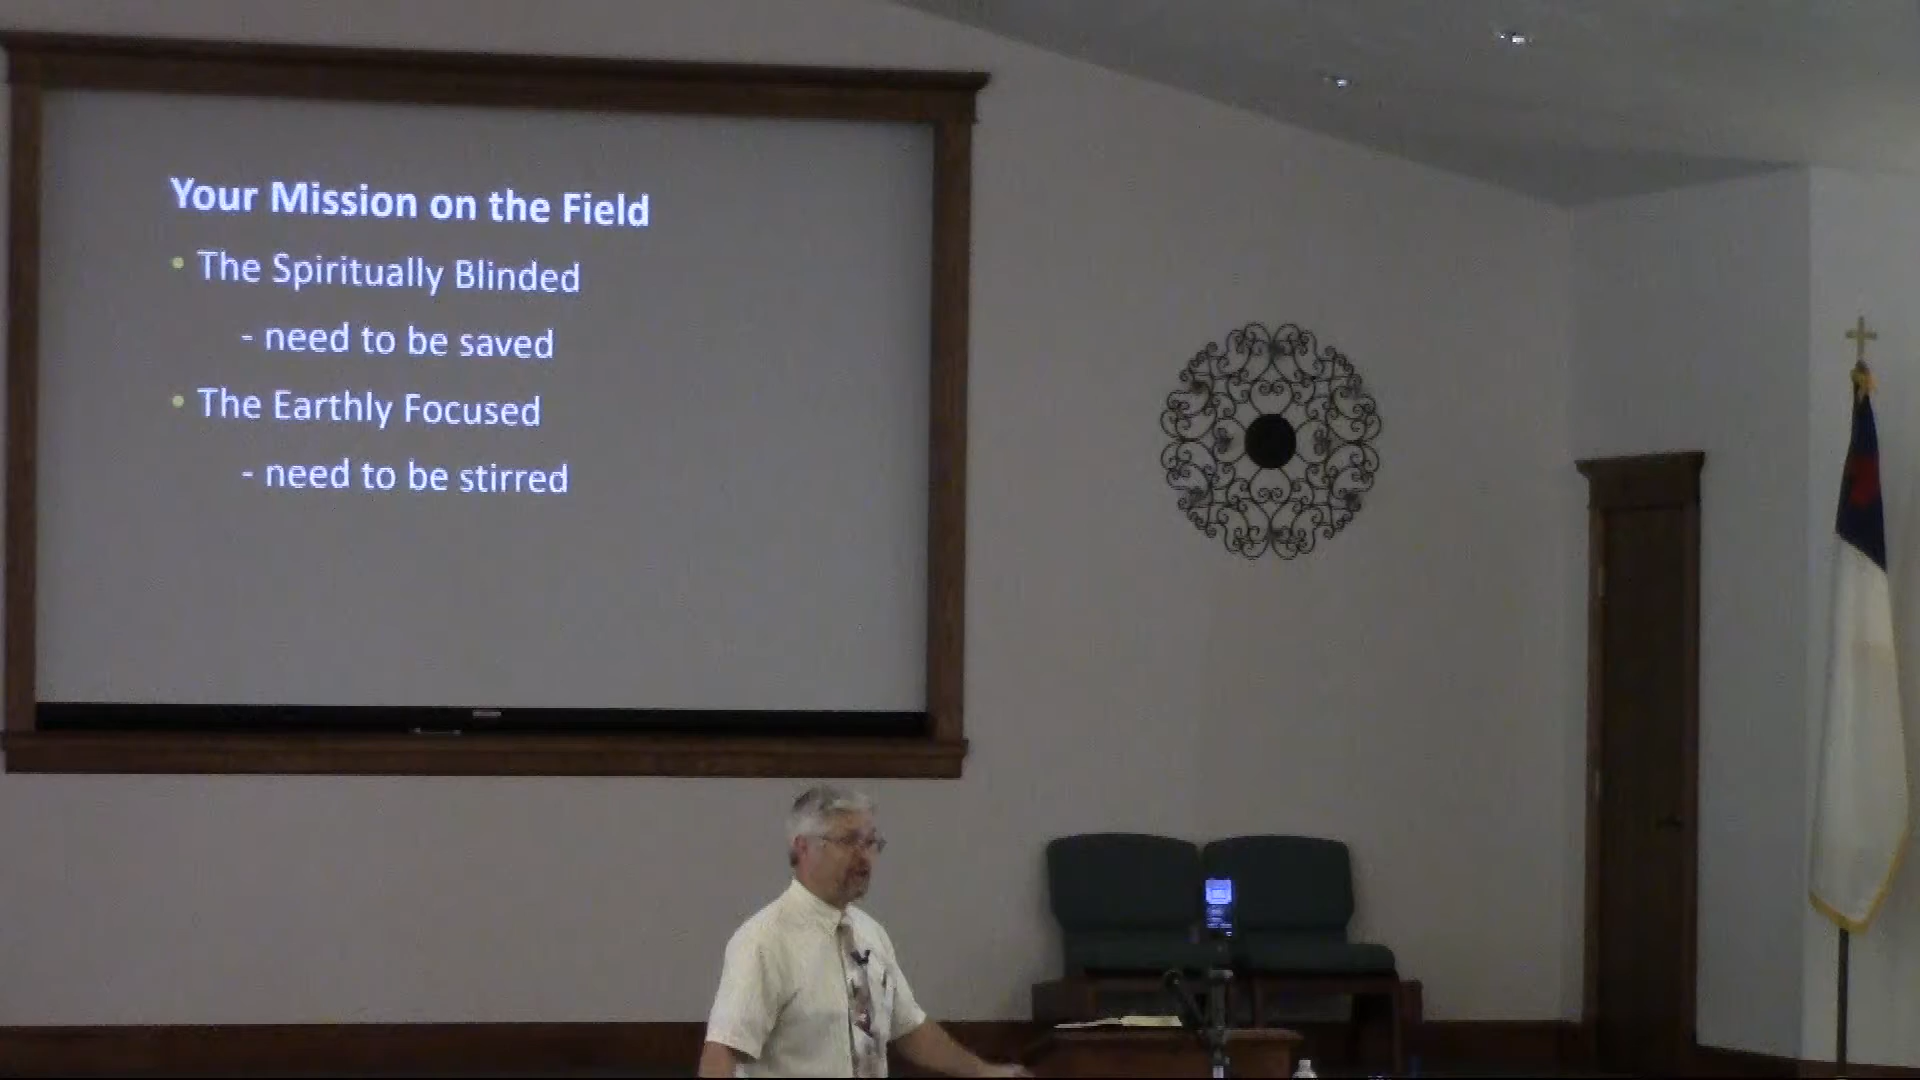 Your Mission on the Field
• The Spiritually Blinded
- need to be saved
• The Earthly Focused
- need to be stirred